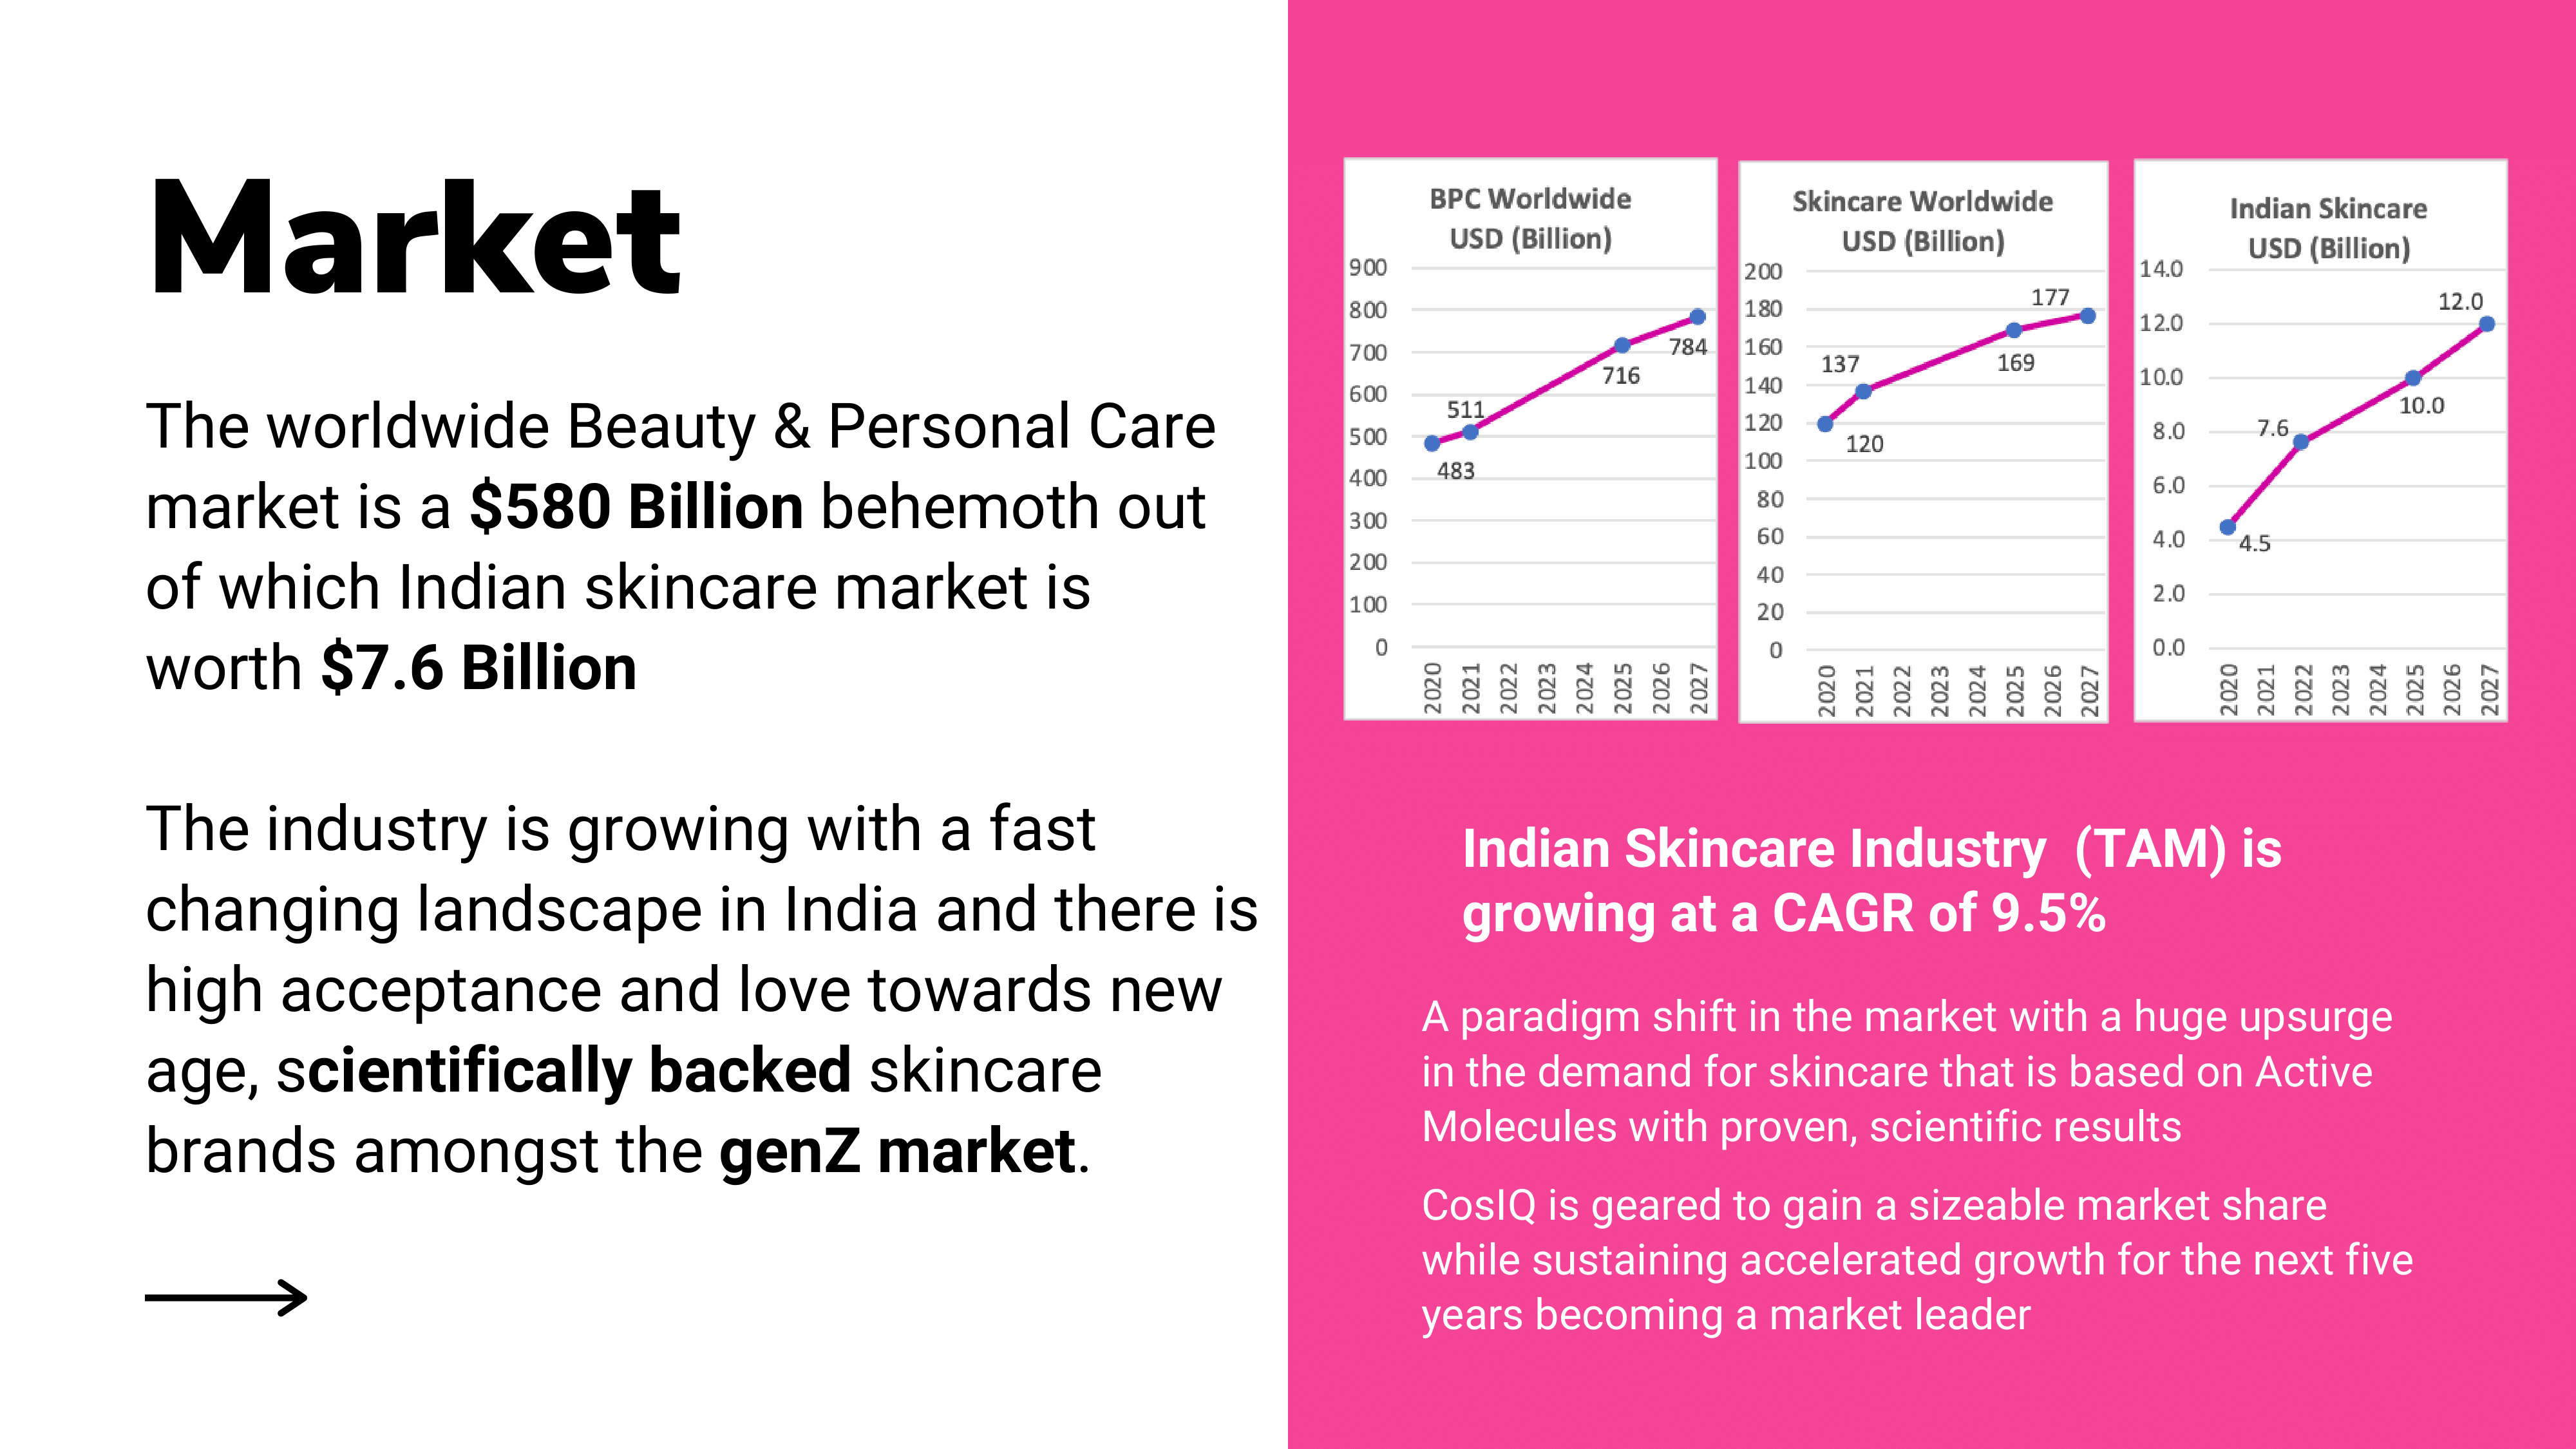 Market
The worldwide Beauty & Personal Care
market is a $580 Billion behemoth out
of which Indian skincare market is
worth $7.6 Billion
The industry is growing with a fast
changing landscape in India and there is
high acceptance and love towards new
age, scientifically backed skincare
brands amongst the genZ market.
BPC Worldwide
USD (Billion)
900
800
700
600
500
400
300
200
100
0
483
511
716
784
2020 2021 2022 2023 2024 2025 2026 2027
Skincare Worldwide
USD (Billion)
200
180
160
140
120
100
80
60
40
20
0
120
137
169
177
2020 2021 2022 2023 2024 2025 2026 2027
Indian Skincare
USD (Billion)
14.0
12.0
10.0
8.0
6.0
4.0
2.0
0.0
4.5
7.6
10.0
12.0
2020 2021 2022 2023 2024 2025 2026 2027
Indian Skincare Industry  (TAM) is
growing at a CAGR of 9.5%
A paradigm shift in the market with a huge upsurge
in the demand for skincare that is based on Active
Molecules with proven, scientific results
CosIQ is geared to gain a sizeable market share
while sustaining accelerated growth for the next five
years becoming a market leader